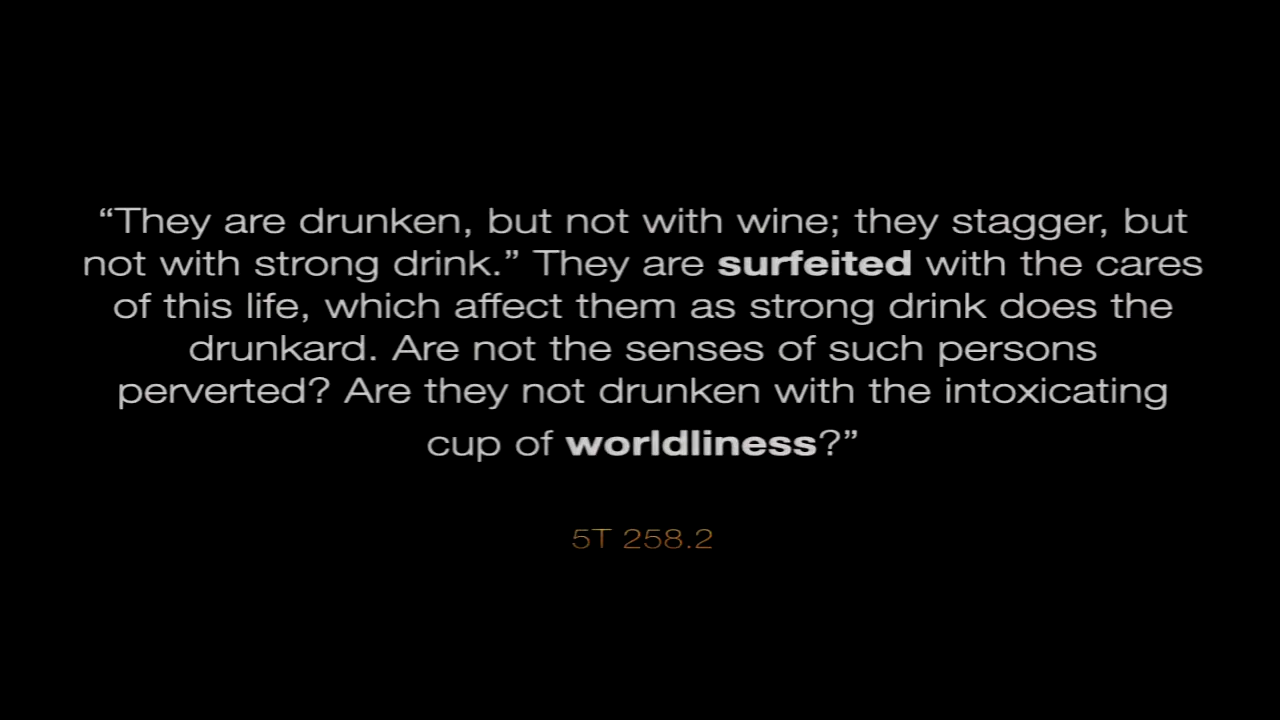 “They are drunken, but not with wine; they stagger, but
not with strong drink.” They are surfeited with the cares
of this life, which affect them as strong drink does the
drunkard. Are not the senses of such persons
perverted? Are they not drunken with the intoxicating
cup of worldliness?”
5T 258.2